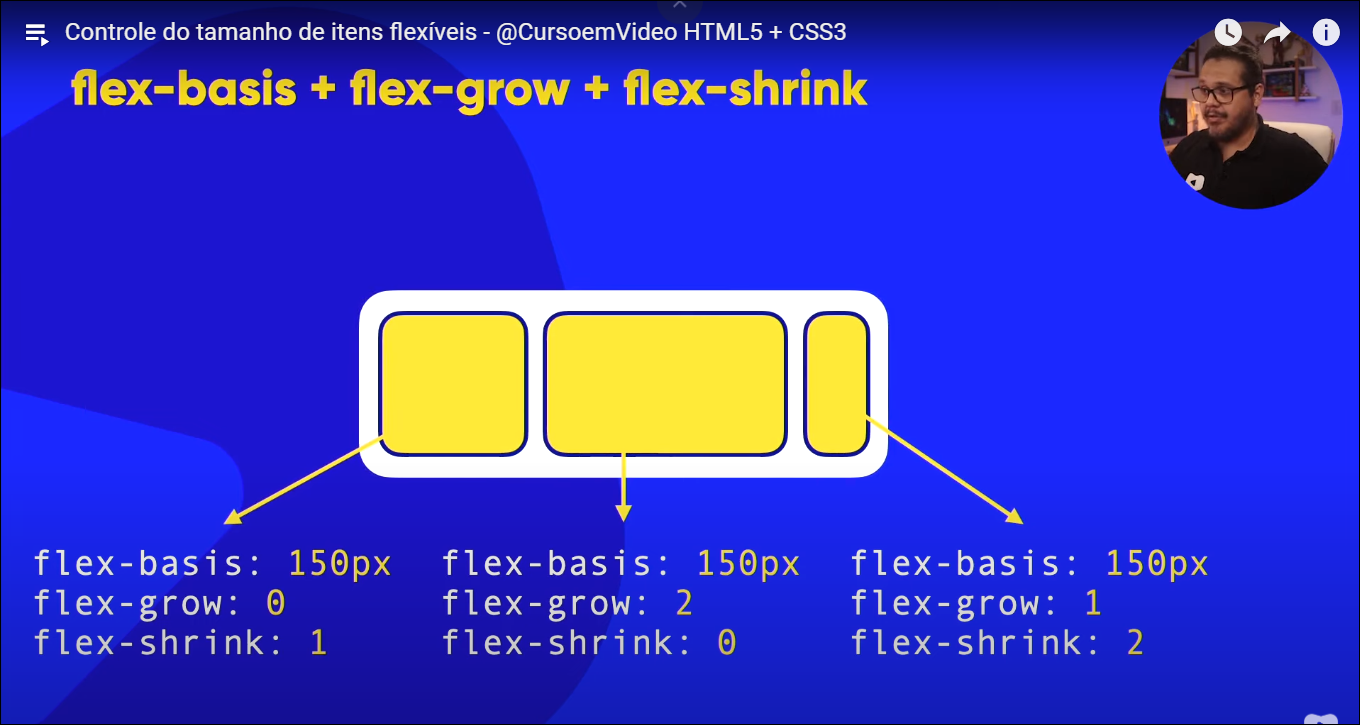 Controle do tamanho de itens flexíveis - @CursoemVideo HTML5 + CSS3
flex-basis + flex-grow + flex-shrink
flex-basis: 150px
flex-grow: 0
flex-shrink: 1
flex-basis: 150px
flex-grow: 2
flex-shrink: 0
flex-basis: 150px
flex-grow: 1
flex-shrink: 2